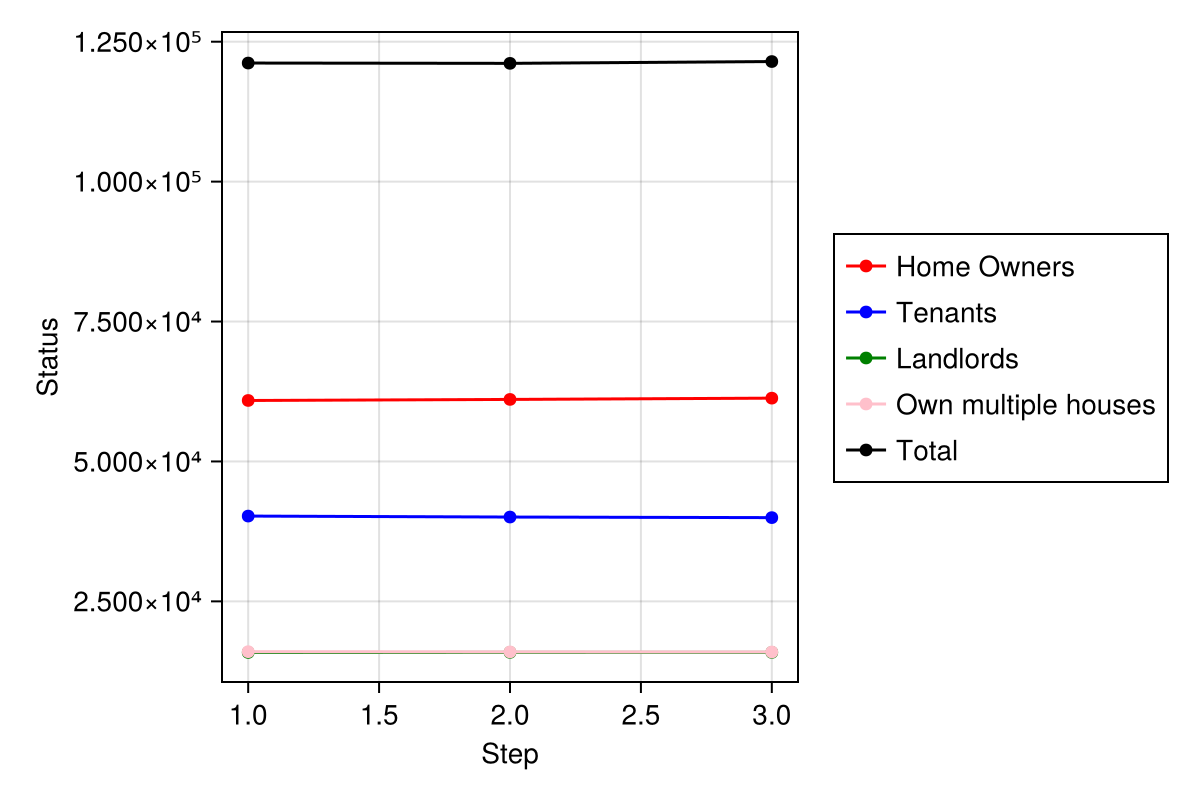 1.250×10⁵
1.000×10⁵
7.500×10⁴
5.000×10⁴
2.500×10⁴
Status
1.0 1.5 2.0 2.5 3.0
Step
Home Owners
Tenants
Landlords
Own multiple houses
Total